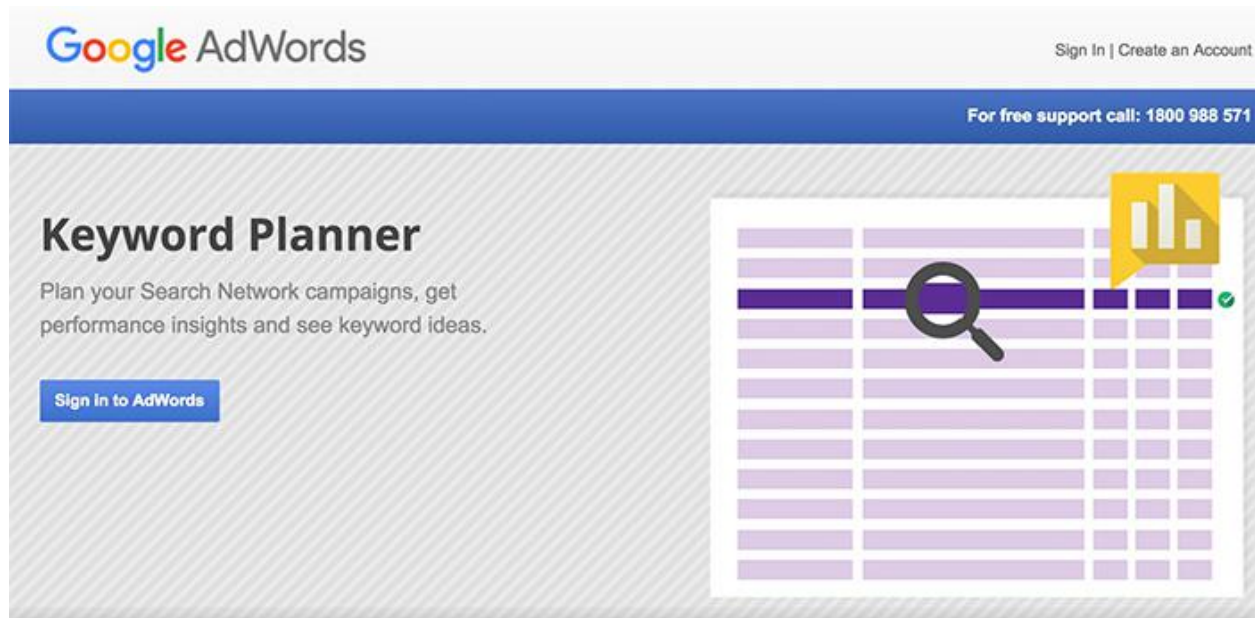 Google AdWords
Sign In | Create an Account
For free support call: 1800 988 571
Keyword Planner
Plan your Search Network campaigns, get
performance insights and see keyword ideas.
Sign in to AdWords